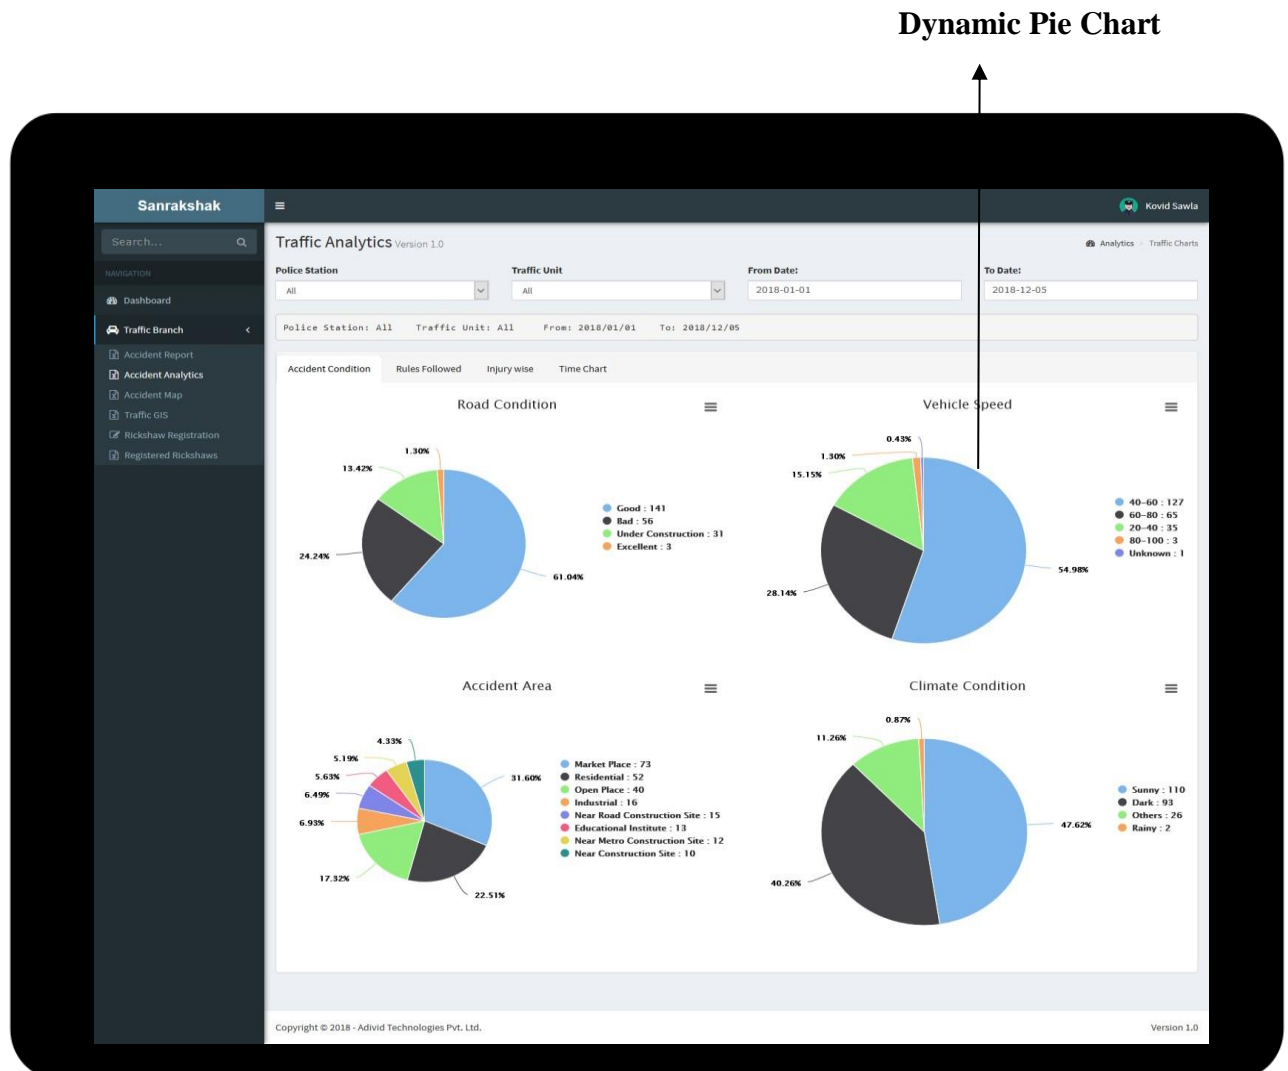 Dynamic Pie Chart
Sanrakshak
Kovid Sawla
Search...
NAVIGATION
Dashboard
Traffic Branch
Accident Report
Accident Analytics
Accident Map
Traffic GIS
Rickshaw Registration
Registered Rickshaws
Traffic Analytics Version 1.0
Analytics - Traffic Charts
Police Station Traffic Unit From Date: To Date:
All All 2018-01-01 2018-12-05
Police Station: All Traffic Unit: All From: 2018/01/01 To: 2018/12/05
Accident Condition Rules Followed Injury wise Time Chart
Road Condition
1.30%
13.42%
24.24%
61.04%
Good : 141
Bad : 56
Under Construction : 31
Excellent : 3
Vehicle Speed
0.43%
1.30%
15.15%
28.14%
54.98%
40-60 : 127
60-80 : 65
20-40 : 35
80-100 : 3
Unknown : 1
Accident Area
4.33%
5.19%
5.63%
6.49%
6.93%
17.32%
22.51%
31.60%
Market Place : 73
Residential : 52
Open Place : 40
Industrial : 16
Near Road Construction Site : 15
Educational Institute : 13
Near Metro Construction Site : 12
Near Construction Site : 10
Climate Condition
0.87%
11.26%
40.26%
47.62%
Sunny : 110
Dark : 93
Others : 26
Rainy : 2
Copyright © 2018 - Adivid Technologies Pvt. Ltd.
Version 1.0